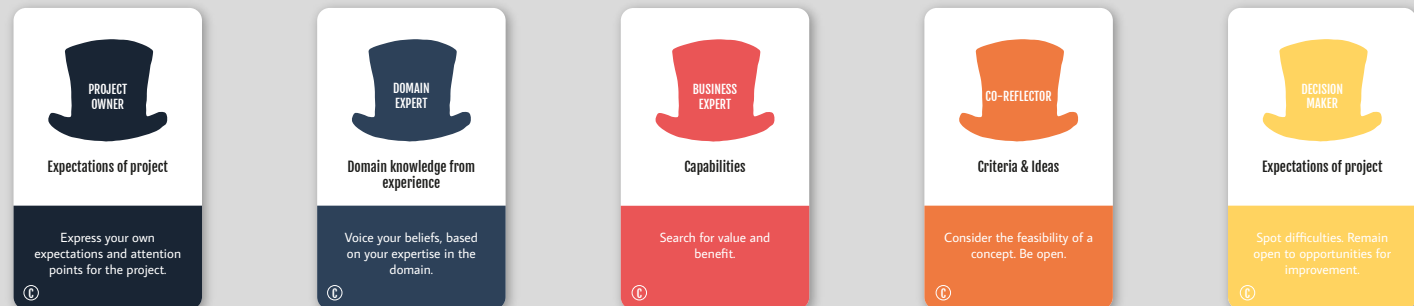 PROJECT
OWNER
Expectations of project
Express your own
expectations and attention
points for the project.
©
DOMAIN
EXPERT
Domain knowledge from
experience
Voice your beliefs, based
on your expertise in the
domain.
©
BUSINESS
EXPERT
Capabilities
Search for value and
benefit.
©
CO-REFLECTOR
Criteria & Ideas
Consider the feasibility of a
concept. Be open.
©
DECISION
MAKER
Expectations of project
Spot difficulties. Remain
open to opportunities for
improvement.
©